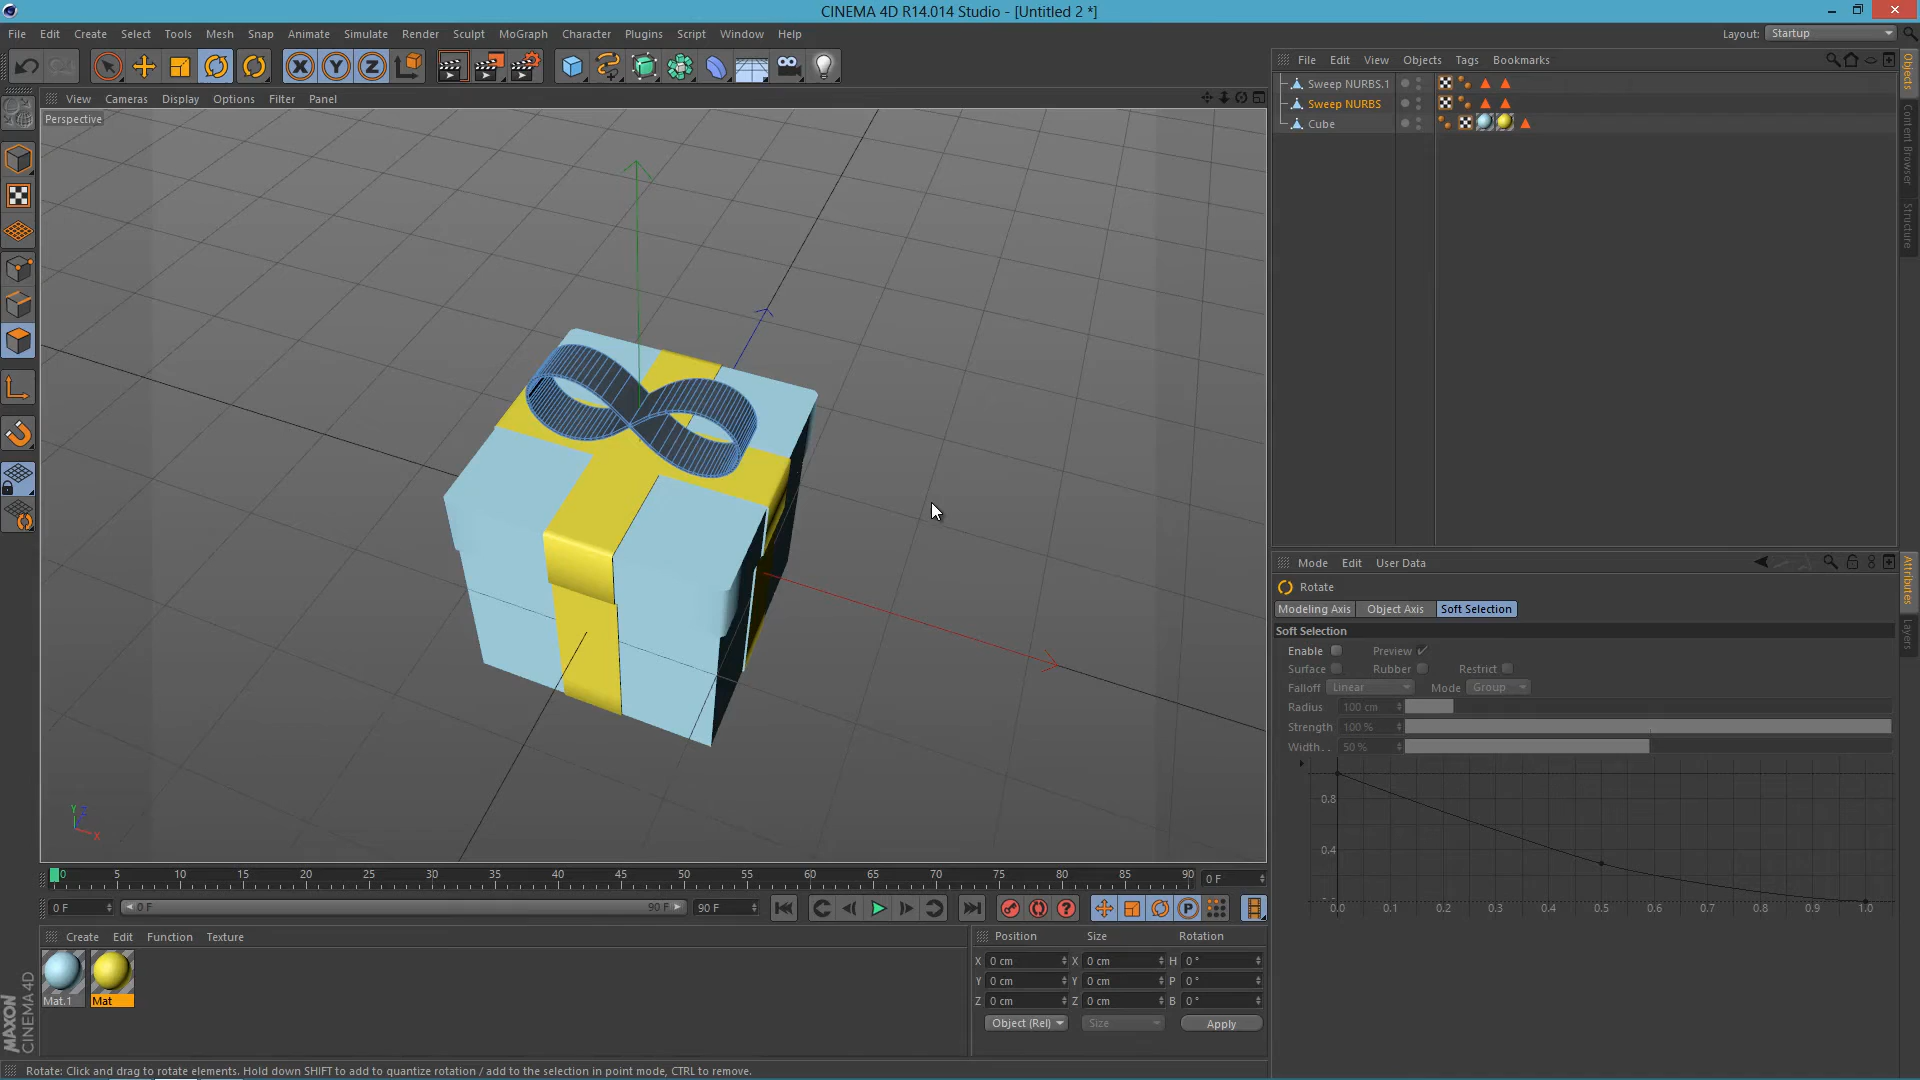 CINEMA 4D R14.014 Studio - [Untitled 2 *]
File Edit Create Select Tools Mesh Snap Animate Simulate Render Sculpt MoGraph Character Plugins Script Window Help
Layout: Startup
View Cameras Display Options Filter Panel
Perspective
Y
Z
X
File Edit View Objects Tags Bookmarks
Sweep NURBS.1
Sweep NURBS
Cube
Objects
Content Browser
Structure
Mode Edit User Data
Rotate
Modeling Axis Object Axis Soft Selection
Soft Selection
Enable Preview
Surface Rubber Restrict
Falloff Linear Mode Group
Radius 100 cm
Strength 100 %
Width. . 50 %
0.8
0.4
0.0 0.1 0.2 0.3 0.4 0.5 0.6 0.7 0.8 0.9 1.0
Attributes
Layers
0 5 10 15 20 25 30 35 40 45 50 55 60 65 70 75 80 85 90 0 F
0 F 0 F 90 F 90 F
Create Edit Function Texture
Mat.1 Mat
Position Size Rotation
X 0 cm X 0 cm H 0 °
Y 0 cm Y 0 cm P 0 °
Z 0 cm Z 0 cm B 0 °
Object (Rel) Size Apply
MAXON
CINEMA 4D
Rotate: Click and drag to rotate elements. Hold down SHIFT to add to quantize rotation / add to the selection in point mode, CTRL to remove.